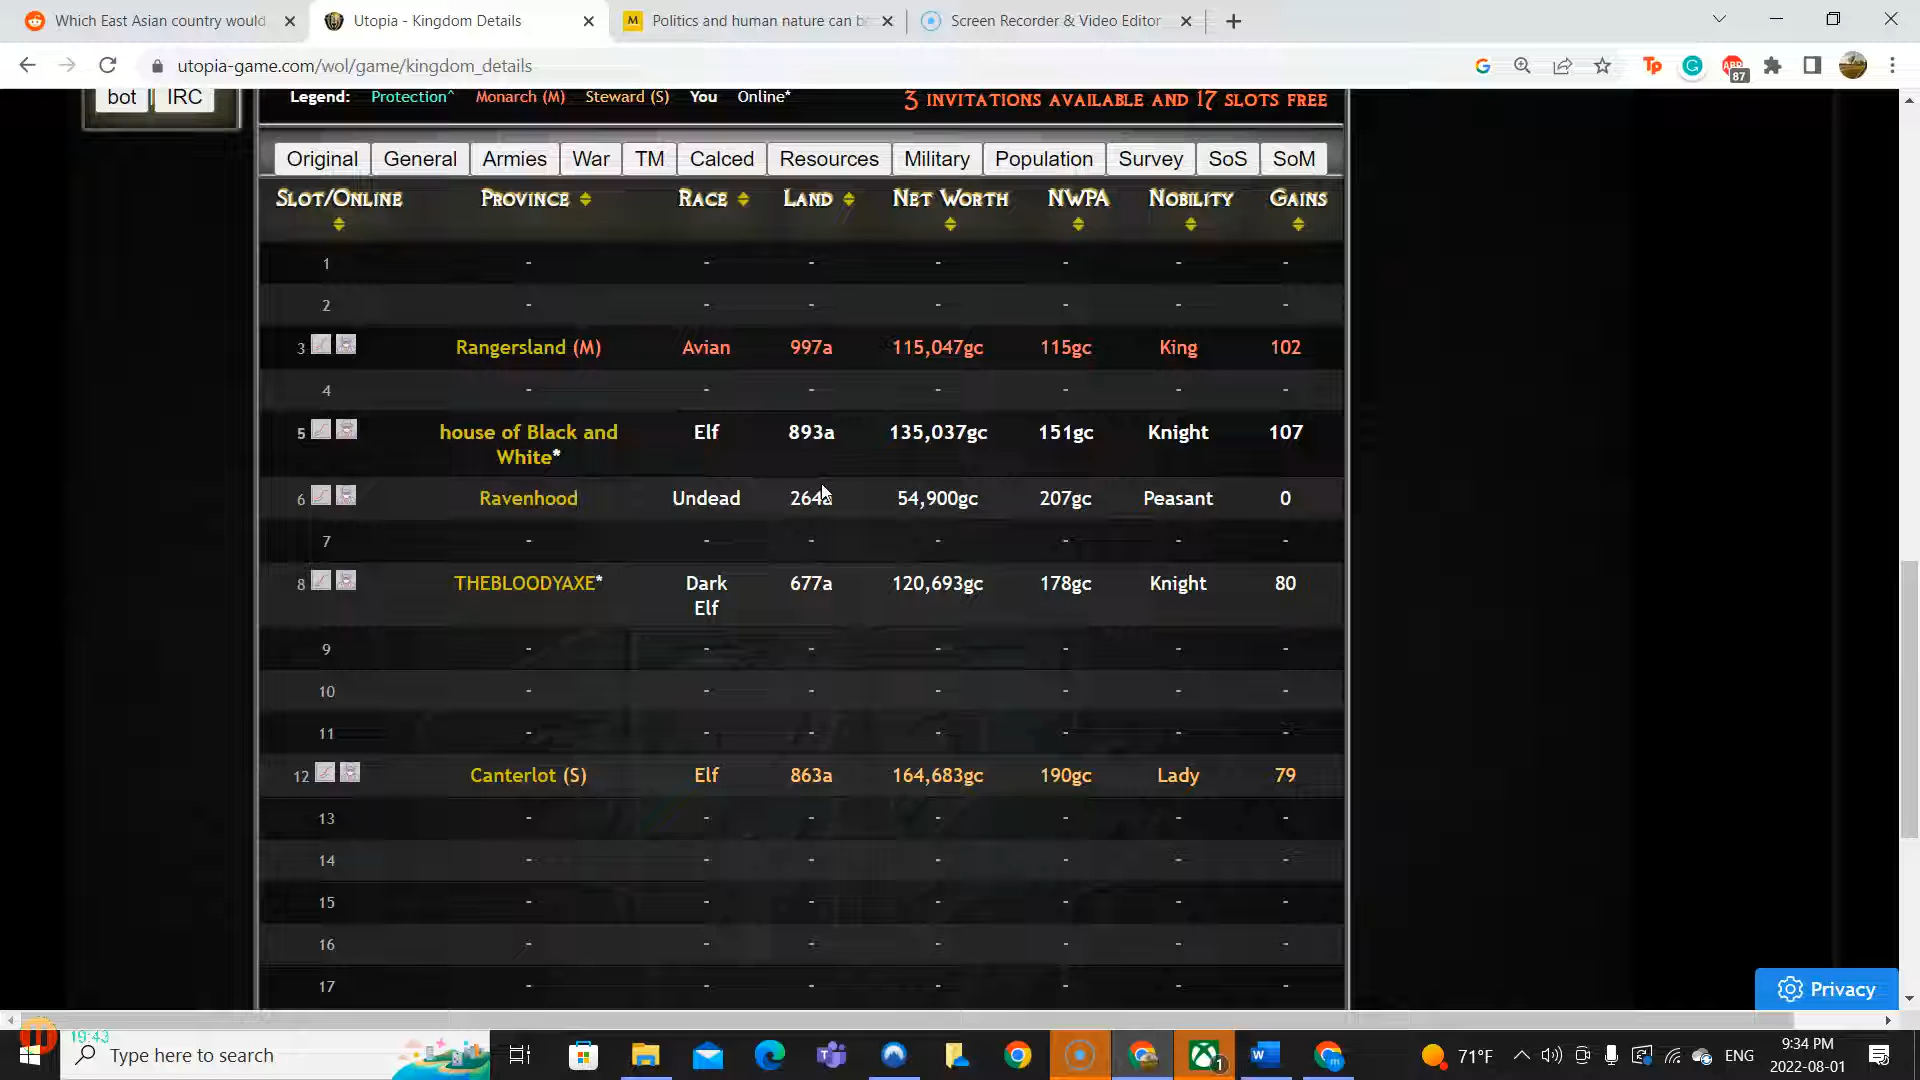 Which East Asian country would
Utopia - Kingdom Details
M Politics and human nature can b
Screen Recorder & Video Editor
utopia-game.com/wol/game/kingdom_details
87
bot IRC
Legend: Protection^ Monarch (M) Steward (S) You Online* 3 INVITATIONS AVAILABLE AND 17 SLOTS FREE
Original General Armies War TM Calced Resources Military Population Survey SoS SoM
SLOT/ONLINE PROVINCE RACE LAND NET WORTH NWPA NOBILITY GAINS
1 - - - - - - -
2 - - - - - - -
3 Rangersland (M) Avian 997a 115,047gc 115gc King 102
4 - - - - - - -
5 house of Black and White* Elf 893a 135,037gc 151gc Knight 107
6 Ravenhood Undead 264a 54,900gc 207gc Peasant 0
7 - - - - - - -
8 THEBLOODYAXE* Dark Elf 677a 120,693gc 178gc Knight 80
9 - - - - - - -
10 - - - - - - -
11 - - - - - - -
12 Canterlot (S) Elf 863a 164,683gc 190gc Lady 79
13 - - - - - - -
14 - - - - - - -
15 - - - - - - -
16 - - - - - - -
17 - - - - - - -
Privacy
19:43
Type here to search
1
71°F
ENG
9:34 PM
2022-08-01